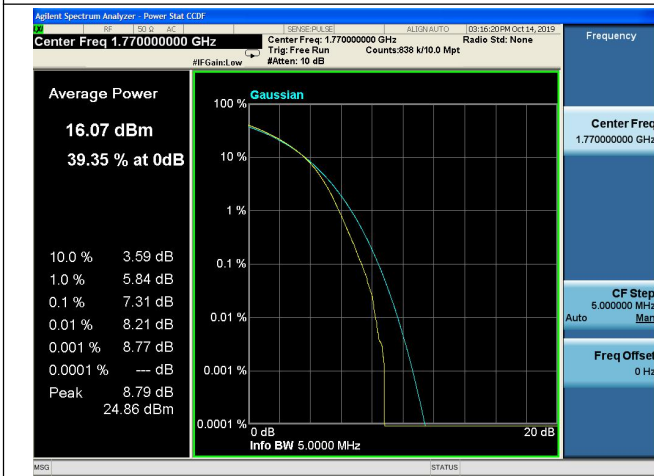 Agilent Spectrum Analyzer - Power Stat CCDF
LXI RF 50 Ω AC SENSE:PULSE ALIGN AUTO 03:16:20 PM Oct 14, 2019
Center Freq 1.770000000 GHz
Center Freq: 1.770000000 GHz Radio Std: None
Trig: Free Run Counts:838 k/10.0 Mpt
#IFGain:Low #Atten: 10 dB
Frequency
Average Power
16.07 dBm
39.35 % at 0dB
10.0 % 3.59 dB
1.0 % 5.84 dB
0.1 % 7.31 dB
0.01 % 8.21 dB
0.001 % 8.77 dB
0.0001 % --- dB
Peak 8.79 dB
24.86 dBm
Gaussian
100 %
10 %
1 %
0.1 %
0.01 %
0.001 %
0.0001 %
0 dB 20 dB
Info BW 5.0000 MHz
Center Freq
1.770000000 GHz
CF Step
5.000000 MHz
Auto Man
Freq Offset
0 Hz
MSG STATUS